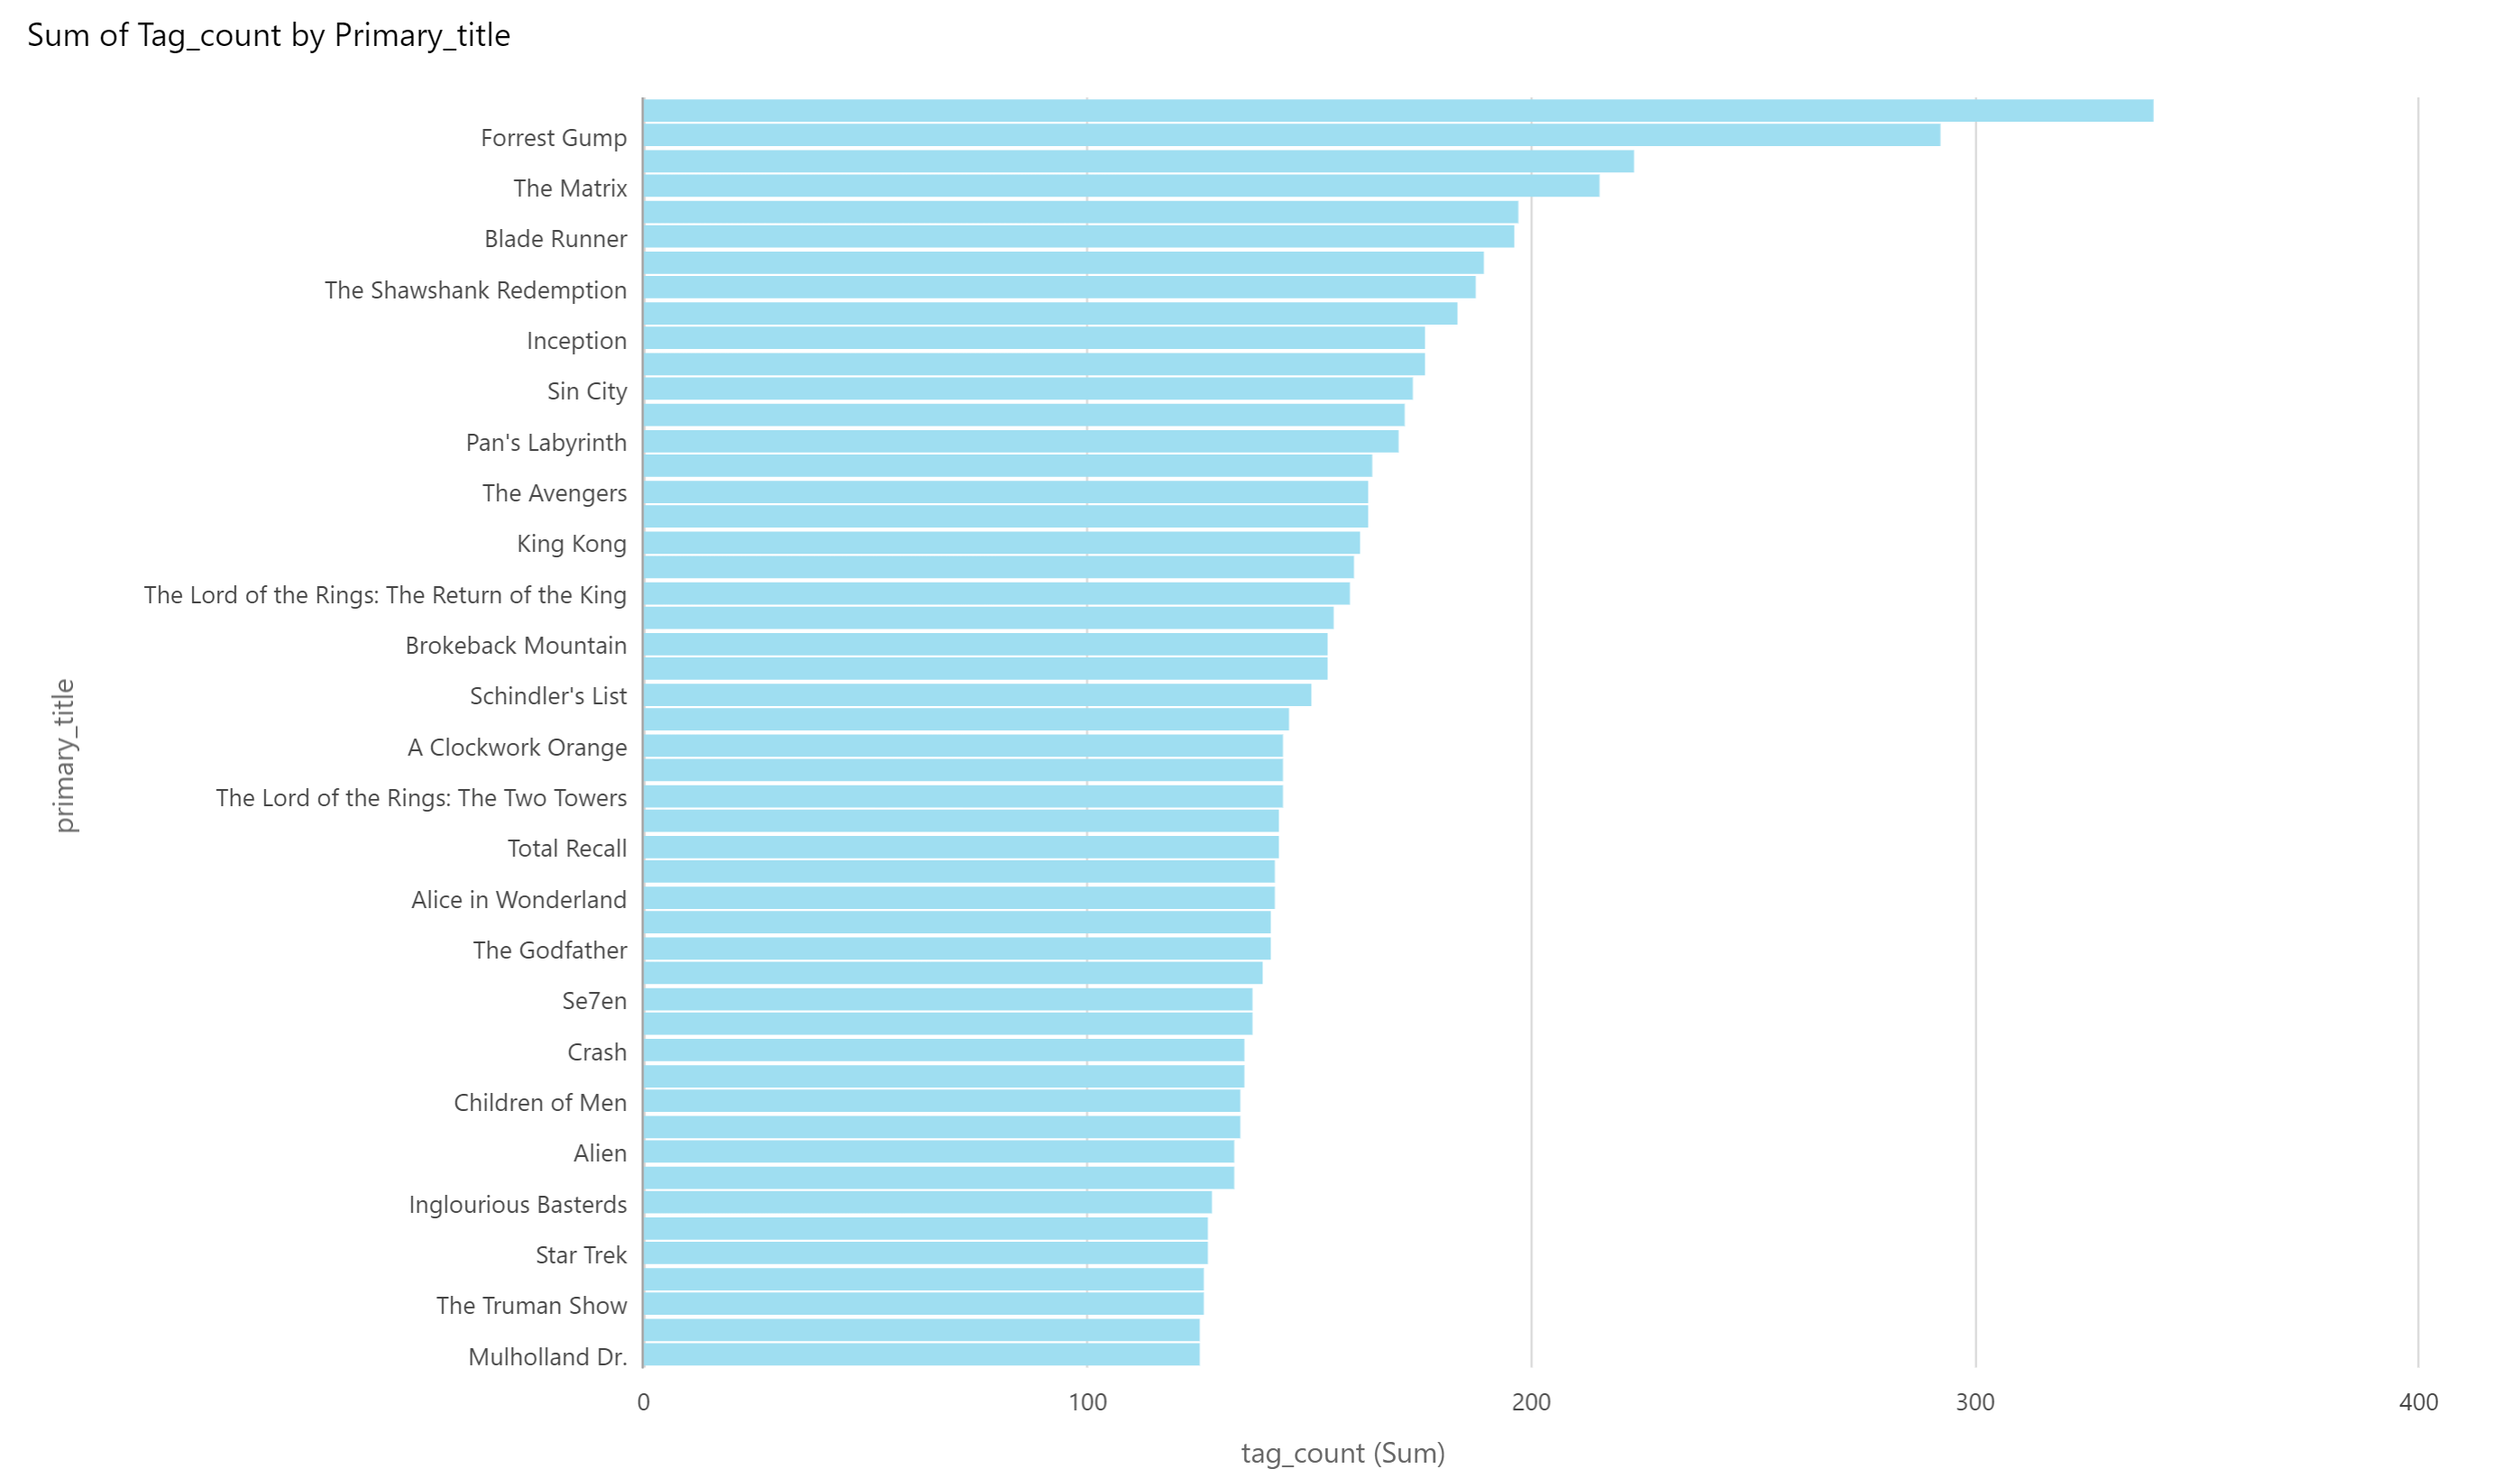 Sum of Tag_count by Primary_title
Forrest Gump
The Matrix
Blade Runner
The Shawshank Redemption
Inception
Sin City
Pan's Labyrinth
The Avengers
King Kong
The Lord of the Rings: The Return of the King
Brokeback Mountain
Schindler's List
A Clockwork Orange
The Lord of the Rings: The Two Towers
Total Recall
Alice in Wonderland
The Godfather
Se7en
Crash
Children of Men
Alien
Inglourious Basterds
Star Trek
The Truman Show
Mulholland Dr.
primary_title
0 100 200 300 400
tag_count (Sum)